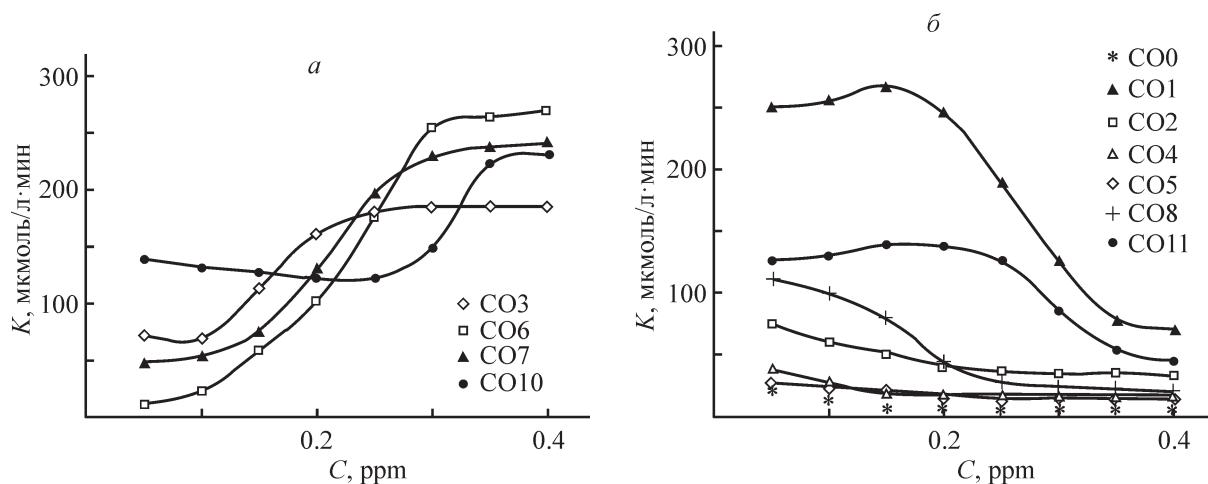 а
K, мкмоль/л·мин
300
200
100
0.2
0.4
C, ppm
CO3
CO6
CO7
CO10
б
K, мкмоль/л·мин
300
200
100
0.2
0.4
C, ppm
CO0
CO1
CO2
CO4
CO5
CO8
CO11